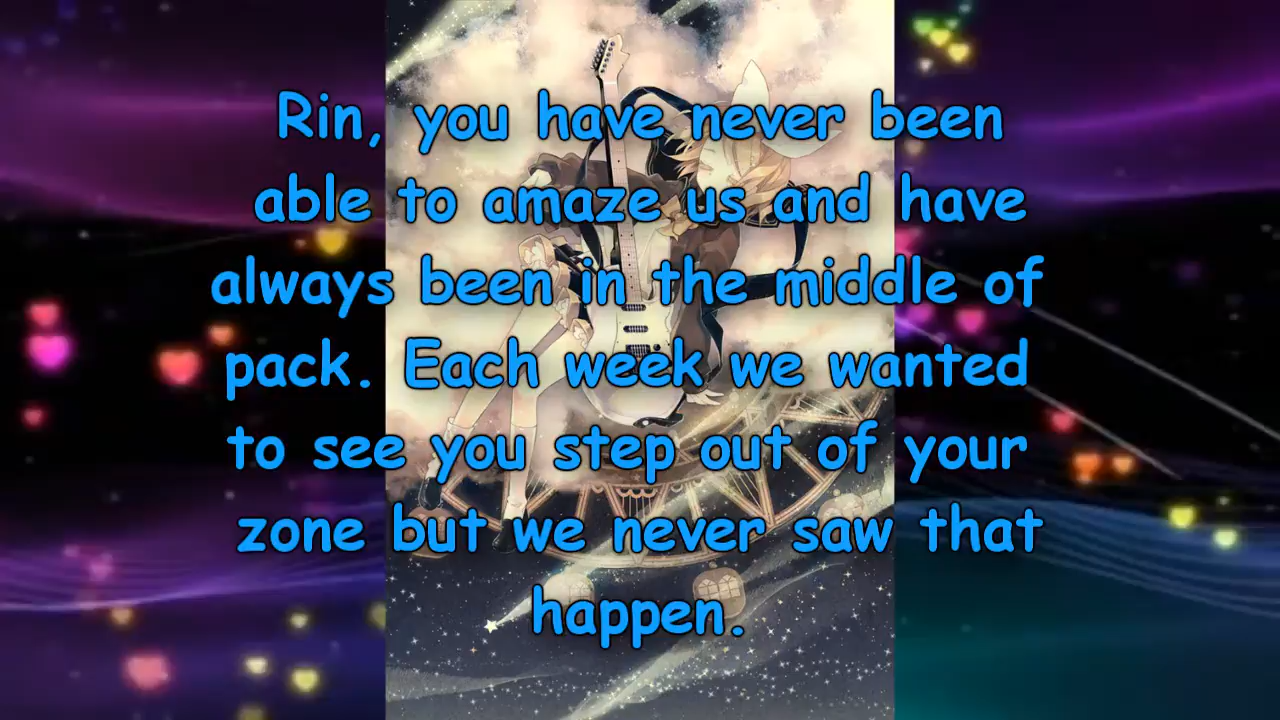 Rin, you have never been
able to amaze us and have
always been in the middle of
pack. Each week we wanted
to see you step out of your
zone but we never saw that
happen.